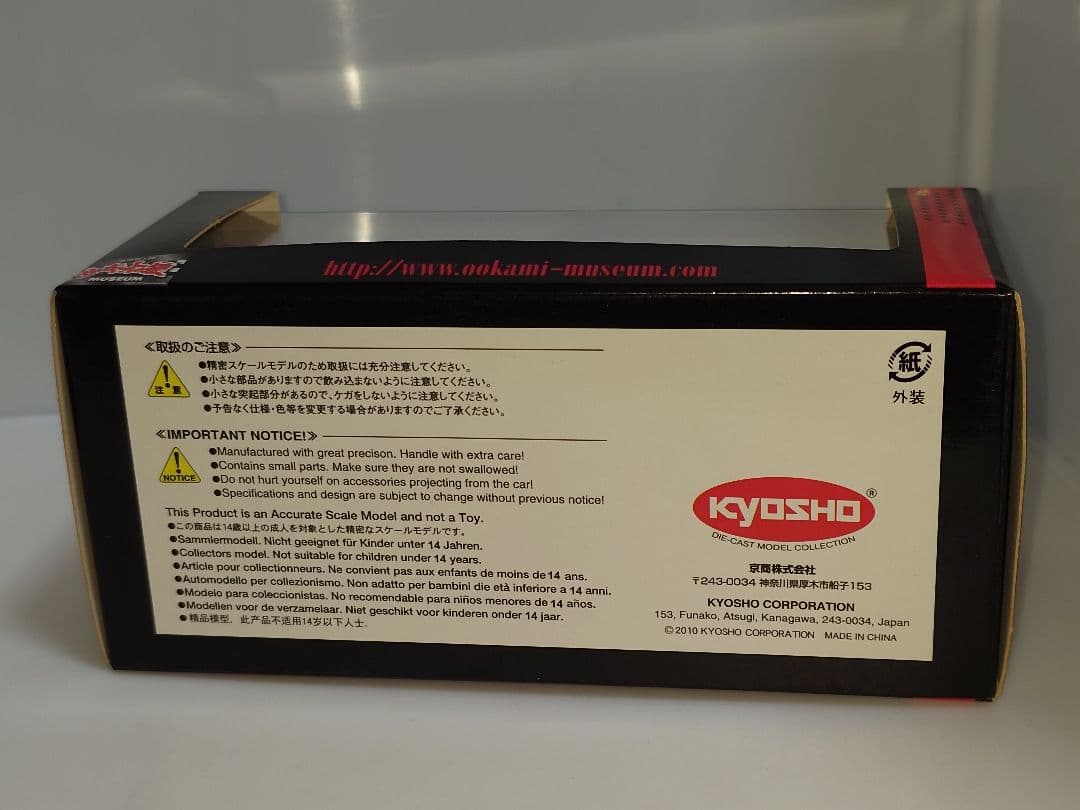 MUSEUM
http://www.ookami-museum.com
≪取扱のご注意≫
注 意
●精密スケールモデルのため取扱には充分注意してください。
●小さな部品がありますので飲み込まないように注意してください。
●小さな突起部分があるので、ケガをしないように注意してください。
●予告なく仕様・色等を変更する場合がありますのでご了承ください。
≪IMPORTANT NOTICE!≫
NOTICE
●Manufactured with great precison. Handle with extra care!
●Contains small parts. Make sure they are not swallowed!
●Do not hurt yourself on accessories projecting from the car!
●Specifications and design are subject to change without previous notice!
This Product is an Accurate Scale Model and not a Toy.
●この商品は14歳以上の成人を対象とした精密なスケールモデルです。
●Sammlermodell. Nicht geeignet für Kinder unter 14 Jahren.
●Collectors model. Not suitable for children under 14 years.
●Article pour collectionneurs. Ne convient pas aux enfants de moins de 14 ans.
●Automodello per collezionismo. Non adatto per bambini die età inferiore a 14 anni.
●Modelo para coleccionistas. No recomendable para niños menores de 14 años.
●Modellen voor de verzamelaar. Niet geschikt voor kinderen onder 14 jaar.
●精品模型，此产品不适用14岁以下人士.
紙
外装
KYOSHO®
DIE-CAST MODEL COLLECTION
京商株式会社
〒243-0034 神奈川県厚木市船子153
KYOSHO CORPORATION
153, Funako, Atsugi, Kanagawa, 243-0034, Japan
©2010 KYOSHO CORPORATION MADE IN CHINA